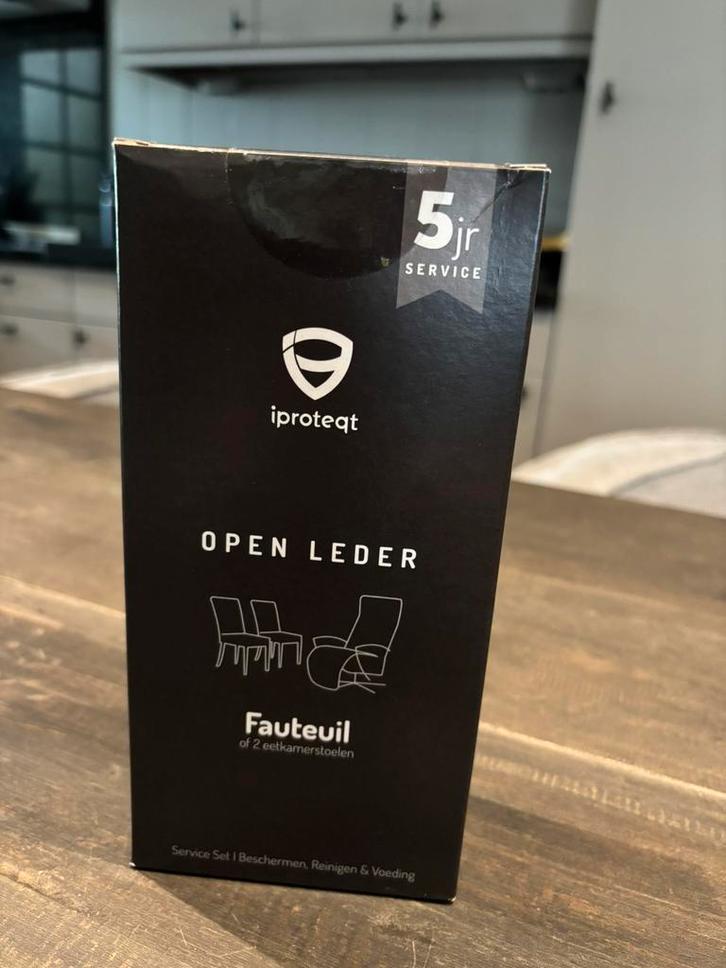 5jr
SERVICE
iproteqt
OPEN LEDER
Fauteuil
of 2 eetkamerstoelen
Service Set | Beschermen, Reinigen & Voeding